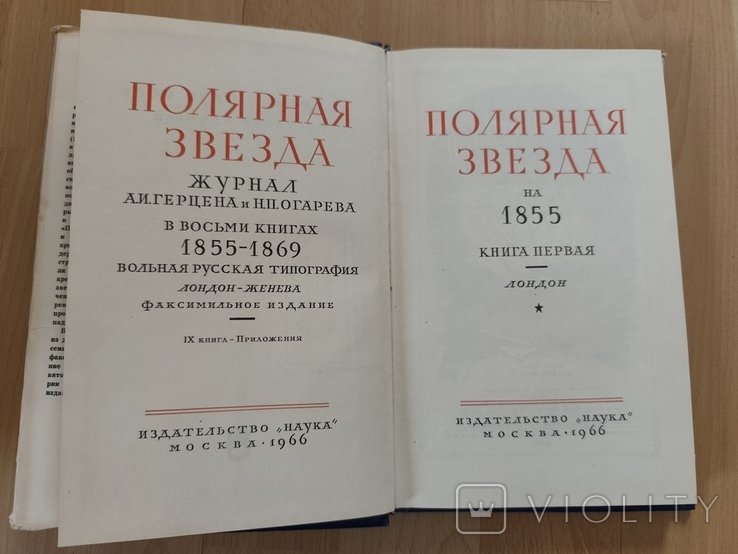 ПОЛЯРНАЯ
ЗВЕЗДА
ЖУРНАЛ
А.И.ГЕРЦЕНА и Н.П.ОГАРЕВА
В ВОСЬМИ КНИГАХ
1855-1869
ВОЛЬНАЯ РУССКАЯ ТИПОГРАФИЯ
ЛОНДОН-ЖЕНЕВА
ФАКСИМИЛЬНОЕ ИЗДАНИЕ
IX КНИГА-ПРИЛОЖЕНИЯ
ИЗДАТЕЛЬСТВО „НАУКА"
МОСКВА·1966
ПОЛЯРНАЯ
ЗВЕЗДА
НА
1855
КНИГА ПЕРВАЯ
ЛОНДОН
ИЗДАТЕЛЬСТВО „НАУКА"
МОСКВА·1966
VIOLITY